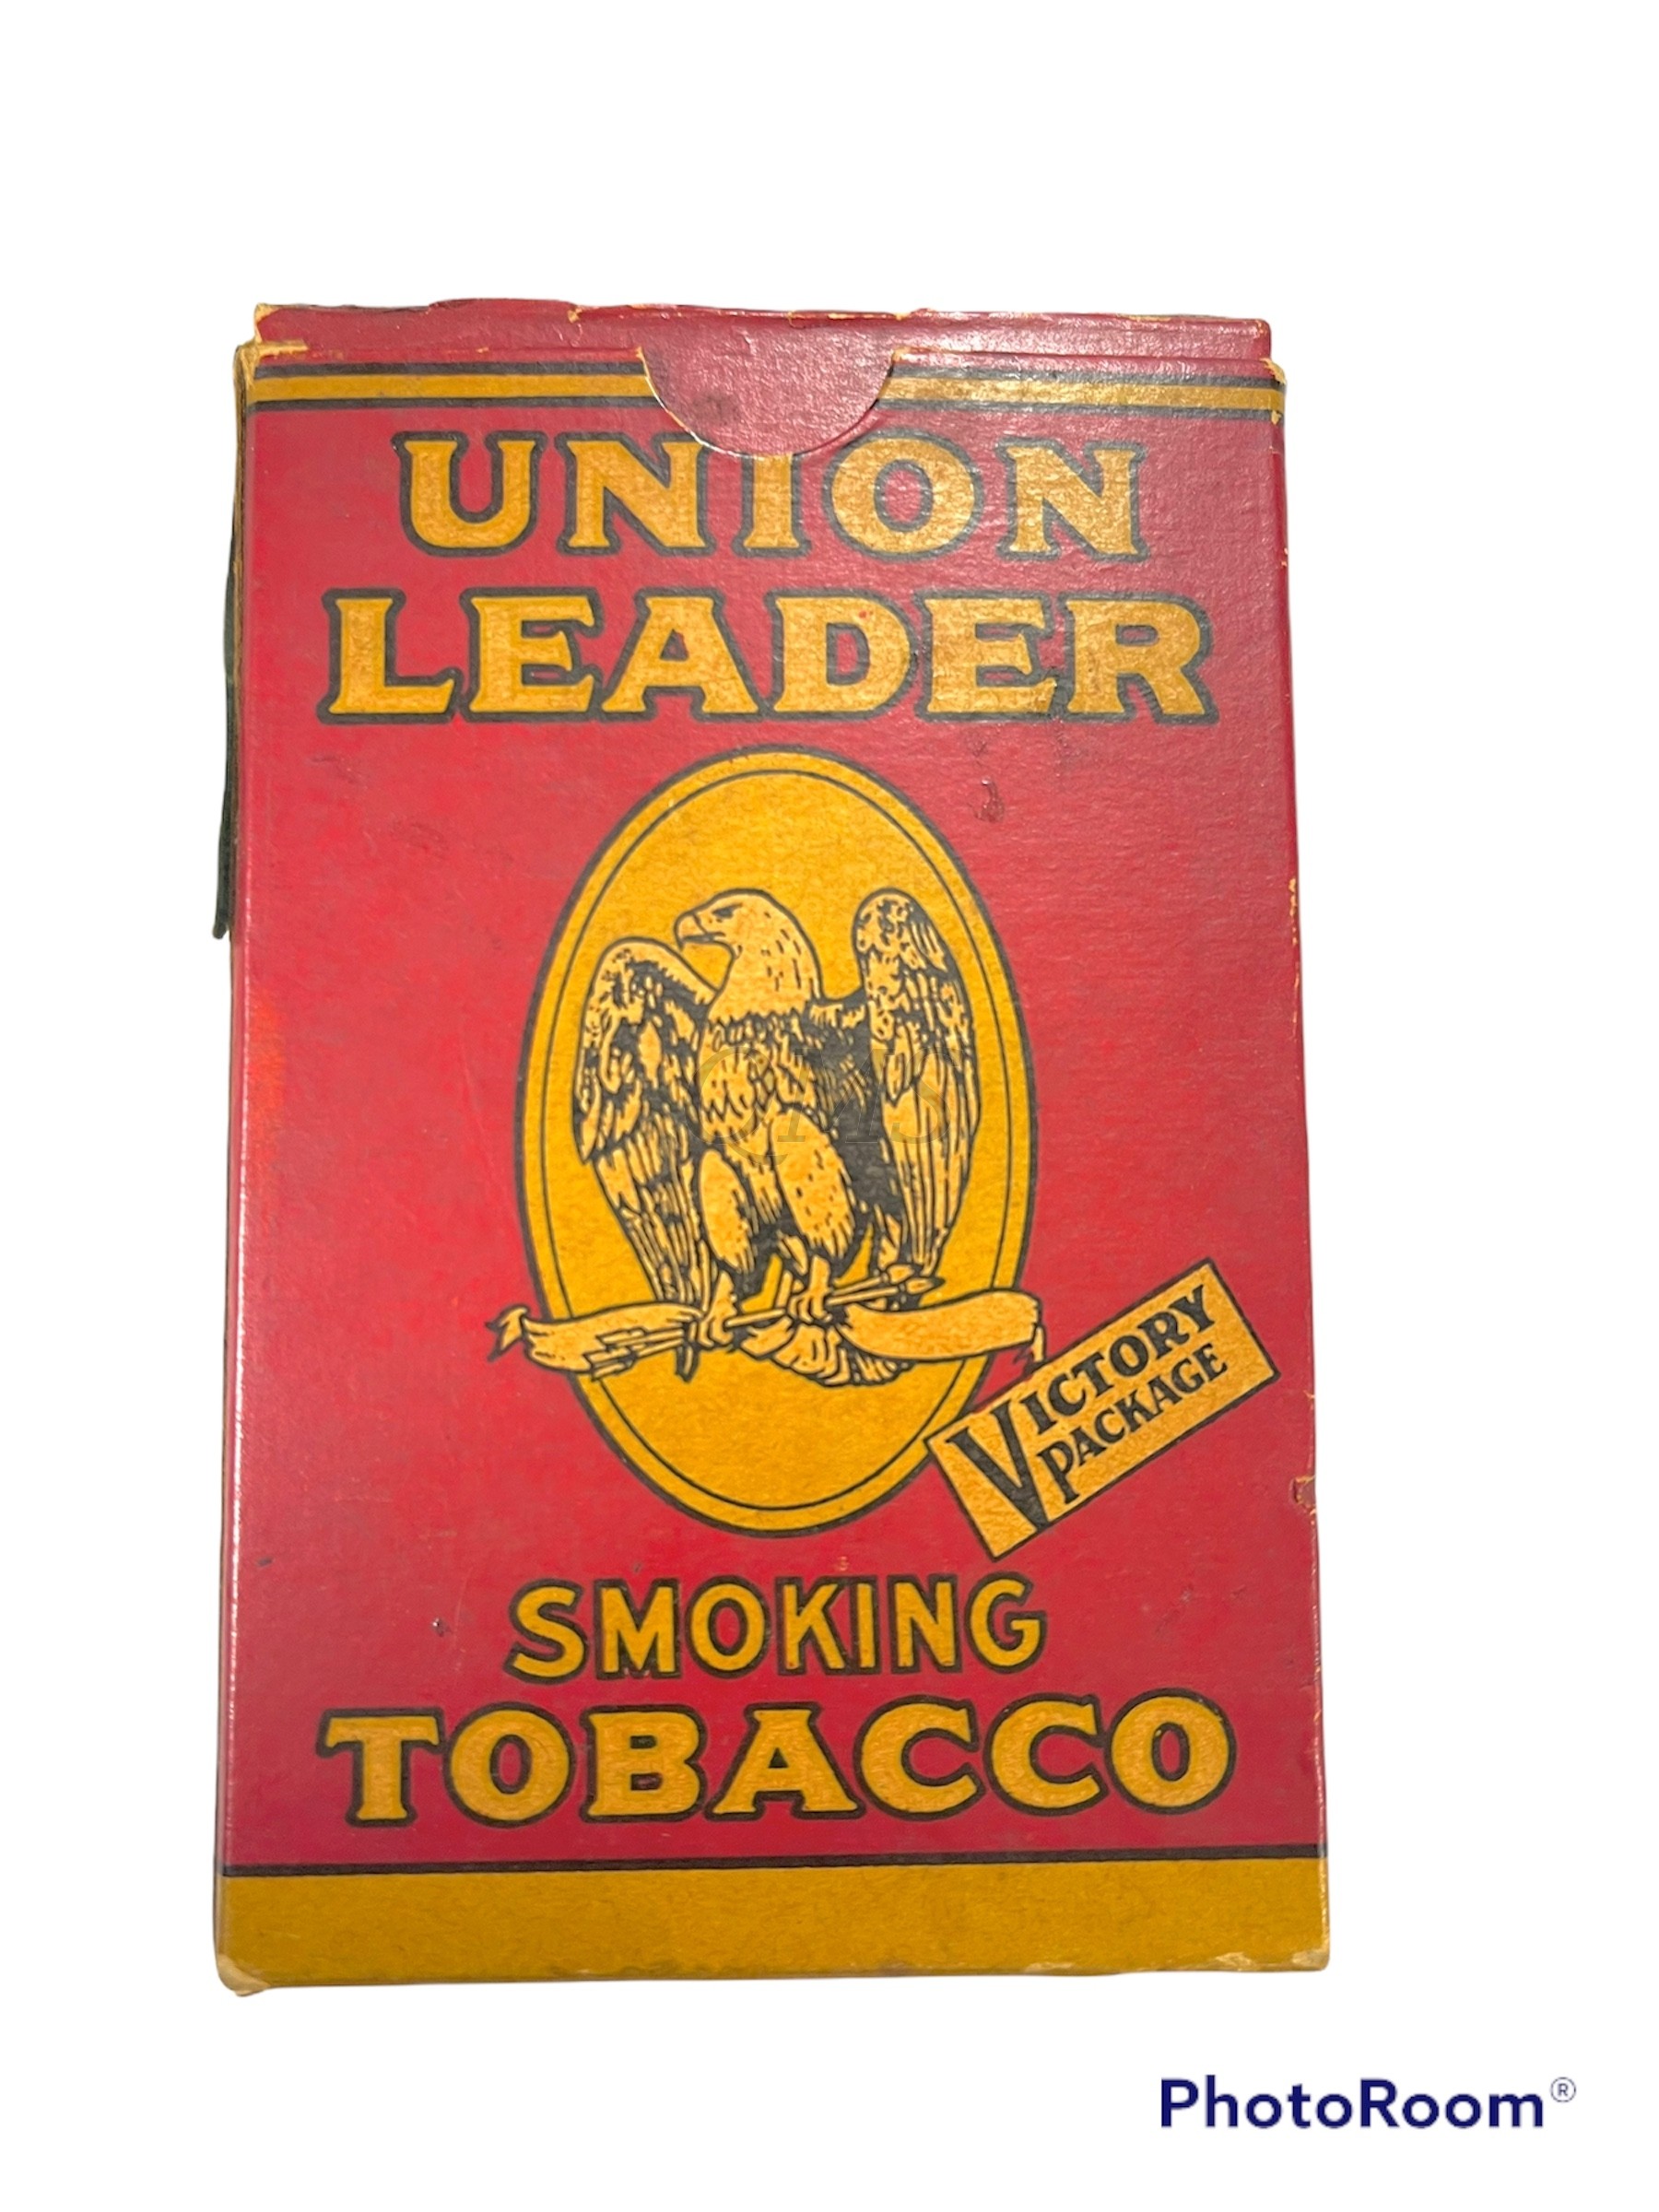 UNION
LEADER
VICTORY
PACKAGE
SMOKING
TOBACCO
PhotoRoom®